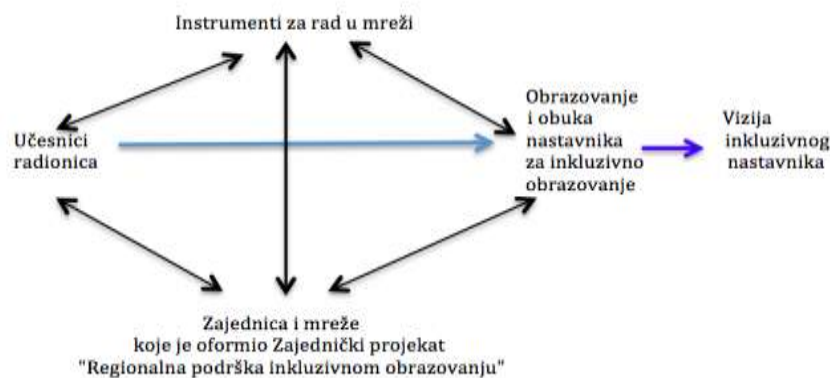 Instrumenti za rad u mreži
Učesnici
radionica
Obrazovanje
i obuka
nastavnika
za inkluzivno
obrazovanje
Vizija
inkluzivnog
nastavnika
Zajednica i mreže
koje je oformio Zajednički projekat
"Regionalna podrška inkluzivnom obrazovanju"